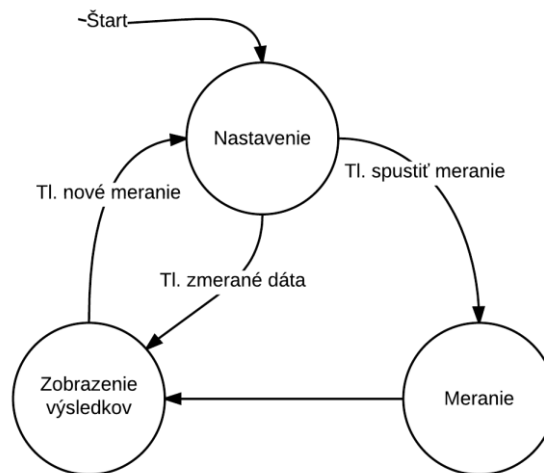 Štart
Nastavenie
Tl. spustiť meranie
Tl. nové meranie
Tl. zmerané dáta
Zobrazenie
výsledkov
Meranie